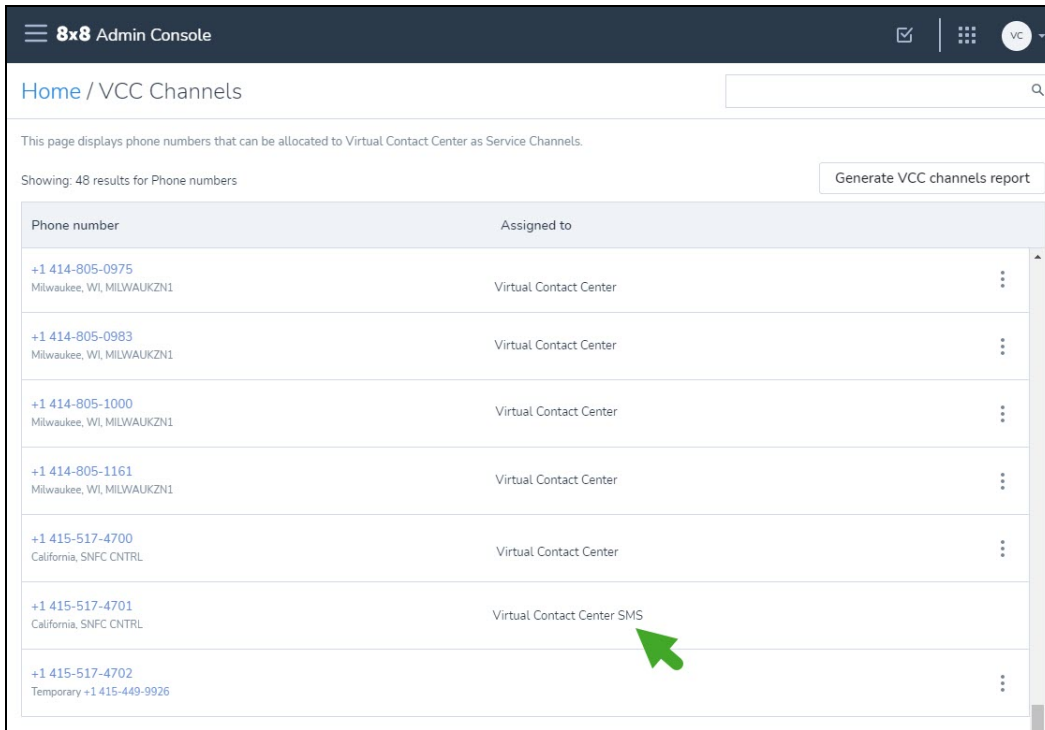 8x8 Admin Console
VC
Home / VCC Channels
This page displays phone numbers that can be allocated to Virtual Contact Center as Service Channels.
Showing: 48 results for Phone numbers
Generate VCC channels report
Phone number Assigned to
+1 414-805-0975
Milwaukee, WI, MILWAUKZN1
Virtual Contact Center
+1 414-805-0983
Milwaukee, WI, MILWAUKZN1
Virtual Contact Center
+1 414-805-1000
Milwaukee, WI, MILWAUKZN1
Virtual Contact Center
+1 414-805-1161
Milwaukee, WI, MILWAUKZN1
Virtual Contact Center
+1 415-517-4700
California, SNFC CNTRL
Virtual Contact Center
+1 415-517-4701
California, SNFC CNTRL
Virtual Contact Center SMS
+1 415-517-4702
Temporary +1 415-449-9926